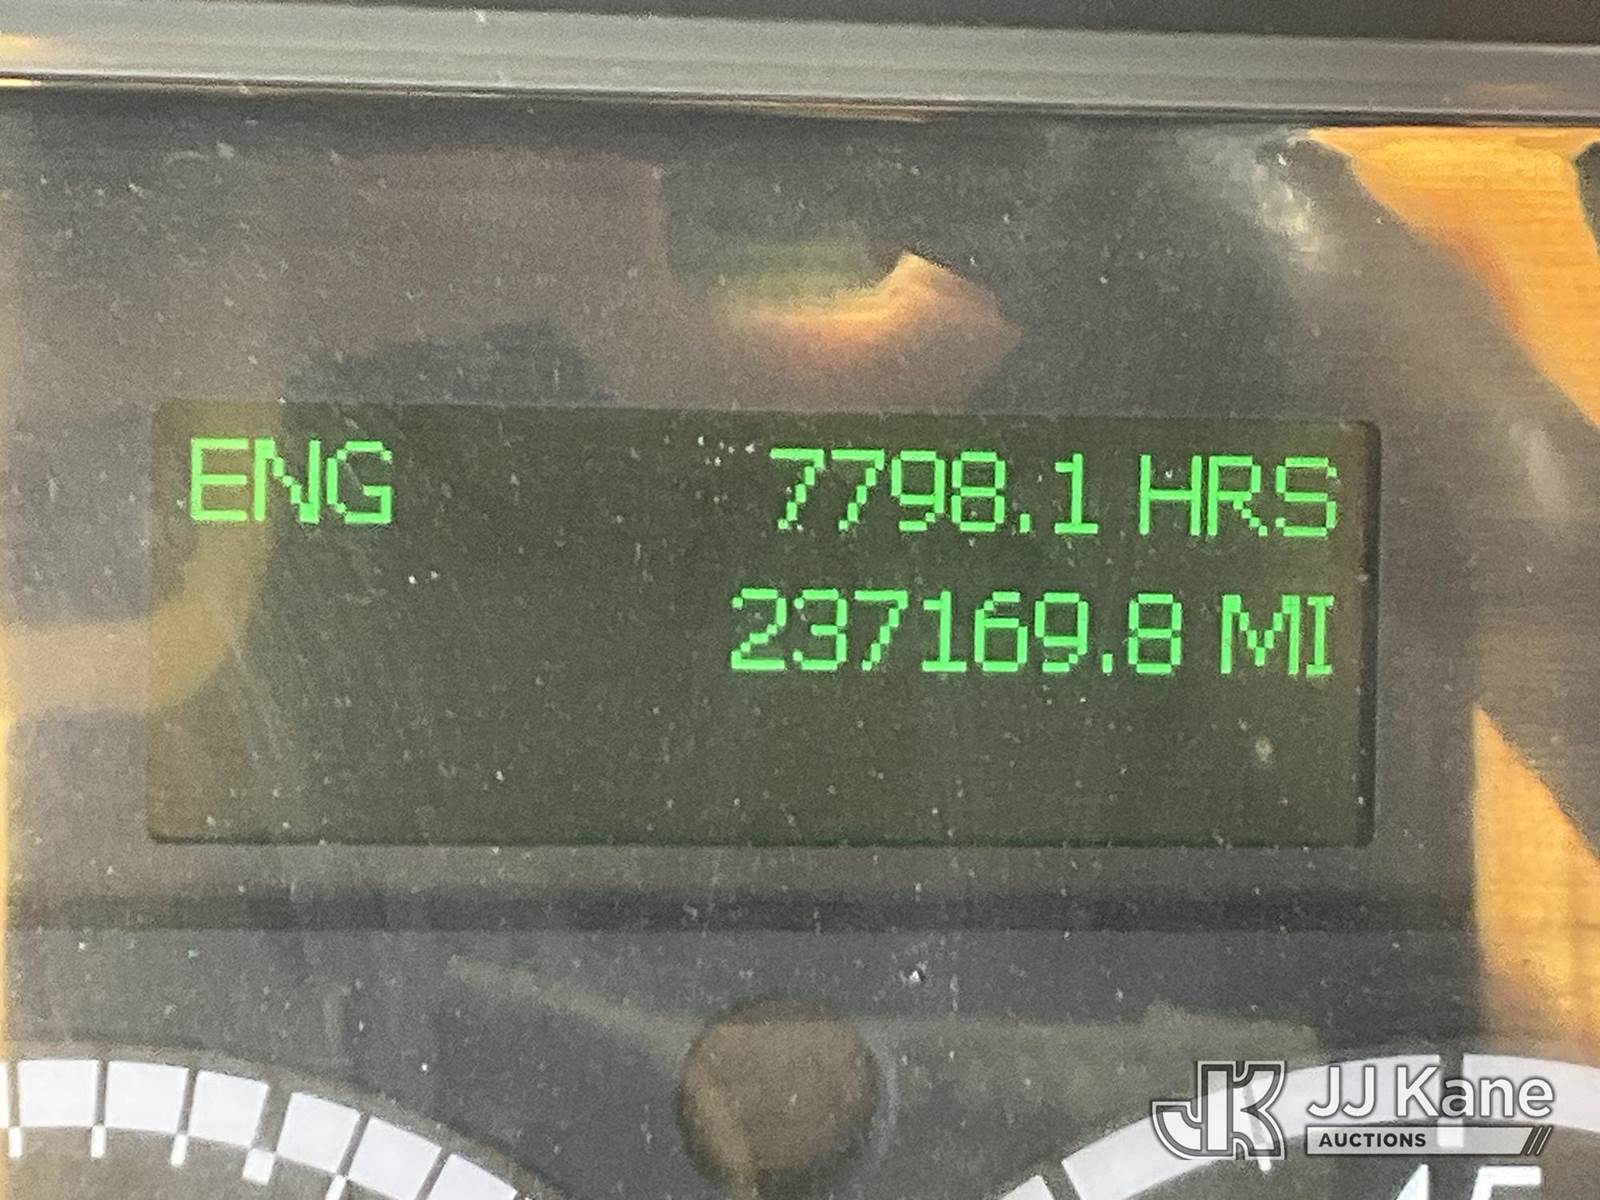 ENG 7798.1 HRS
237169.8 MI
JJ Kane
AUCTIONS